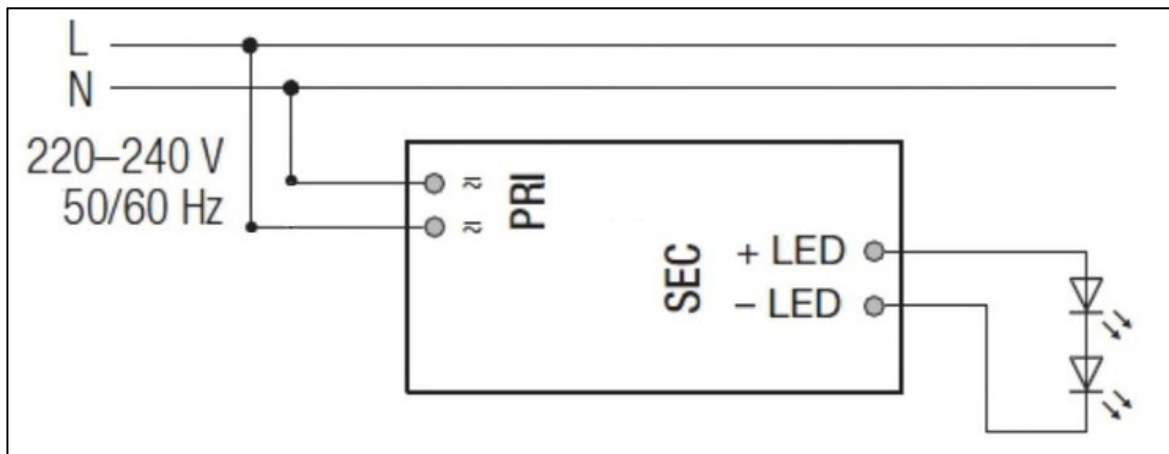 L
N
220–240 V
50/60 Hz
≈ PRI
≈
SEC
+ LED
– LED